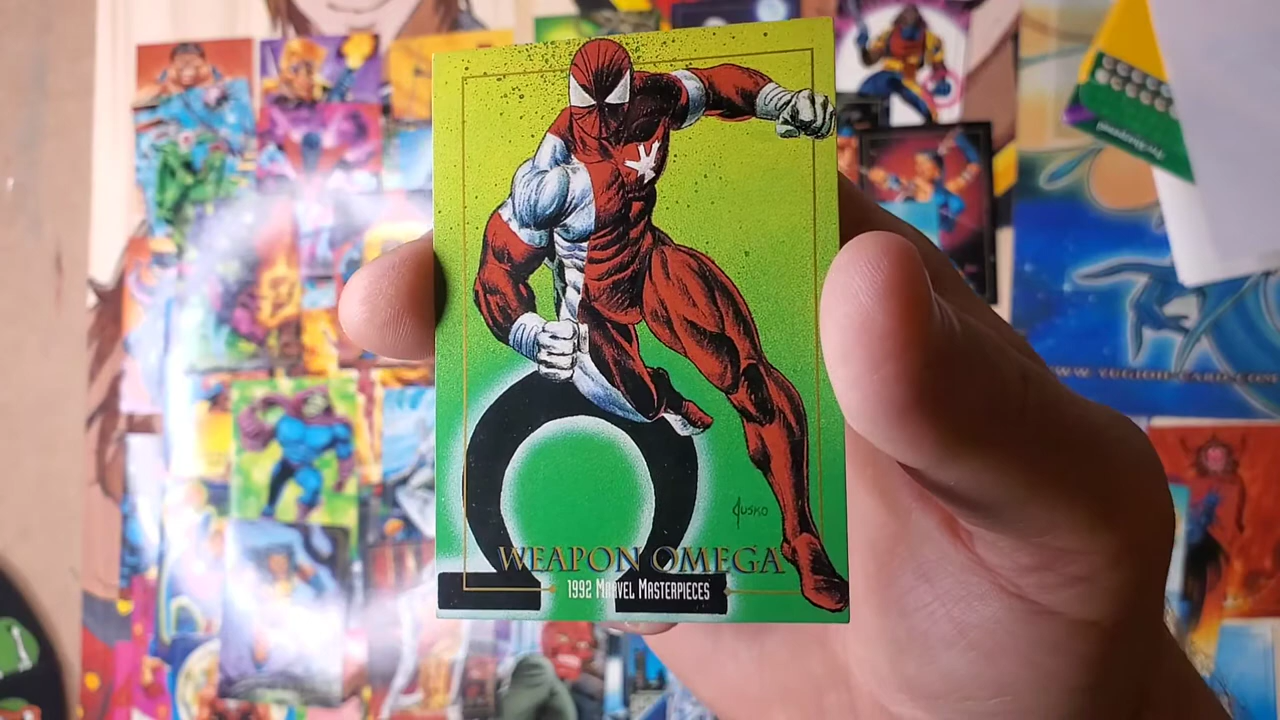 Jusko
WEAPON OMEGA
1992 MARVEL MASTERPIECES
WWW.YUGIOH-CARD.COM